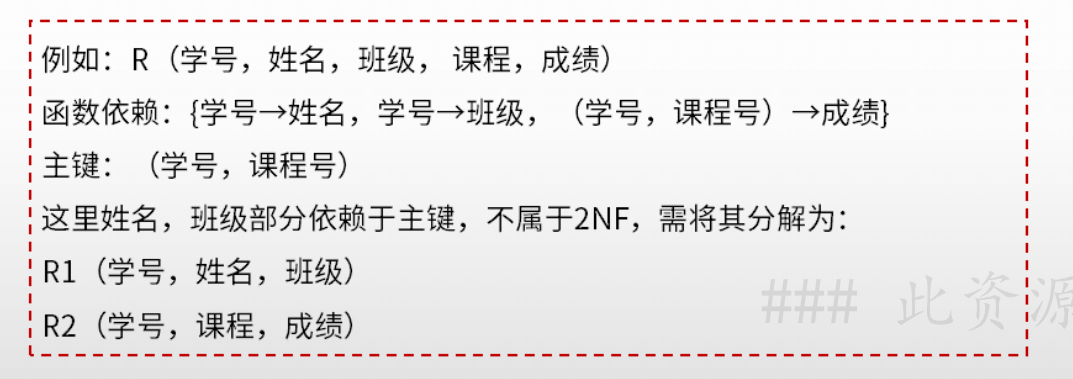 例如：R（学号，姓名，班级， 课程，成绩）
函数依赖：{学号→姓名，学号→班级，（学号，课程号）→成绩}
主键：（学号，课程号）
这里姓名，班级部分依赖于主键，不属于2NF，需将其分解为：
R1（学号，姓名，班级）
### 此资源
R2（学号，课程，成绩）